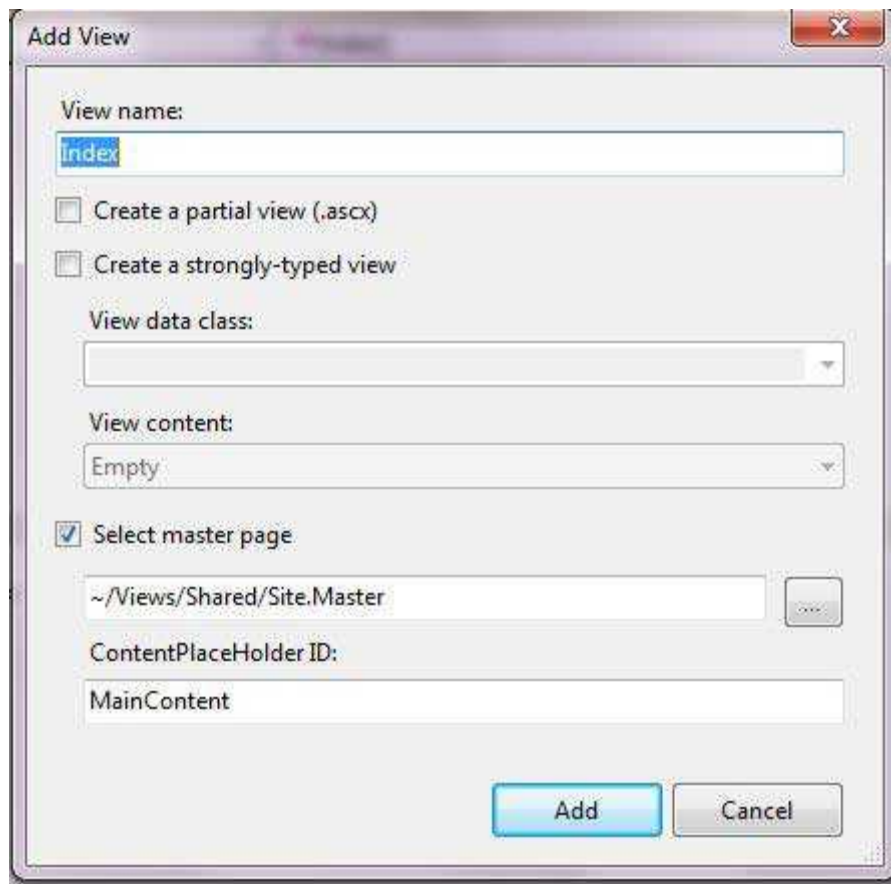 Add View
View name:
Index
Create a partial view (.ascx)
Create a strongly-typed view
View data class:
View content:
Empty
Select master page
~/Views/Shared/Site.Master
...
ContentPlaceHolder ID:
MainContent
Add
Cancel